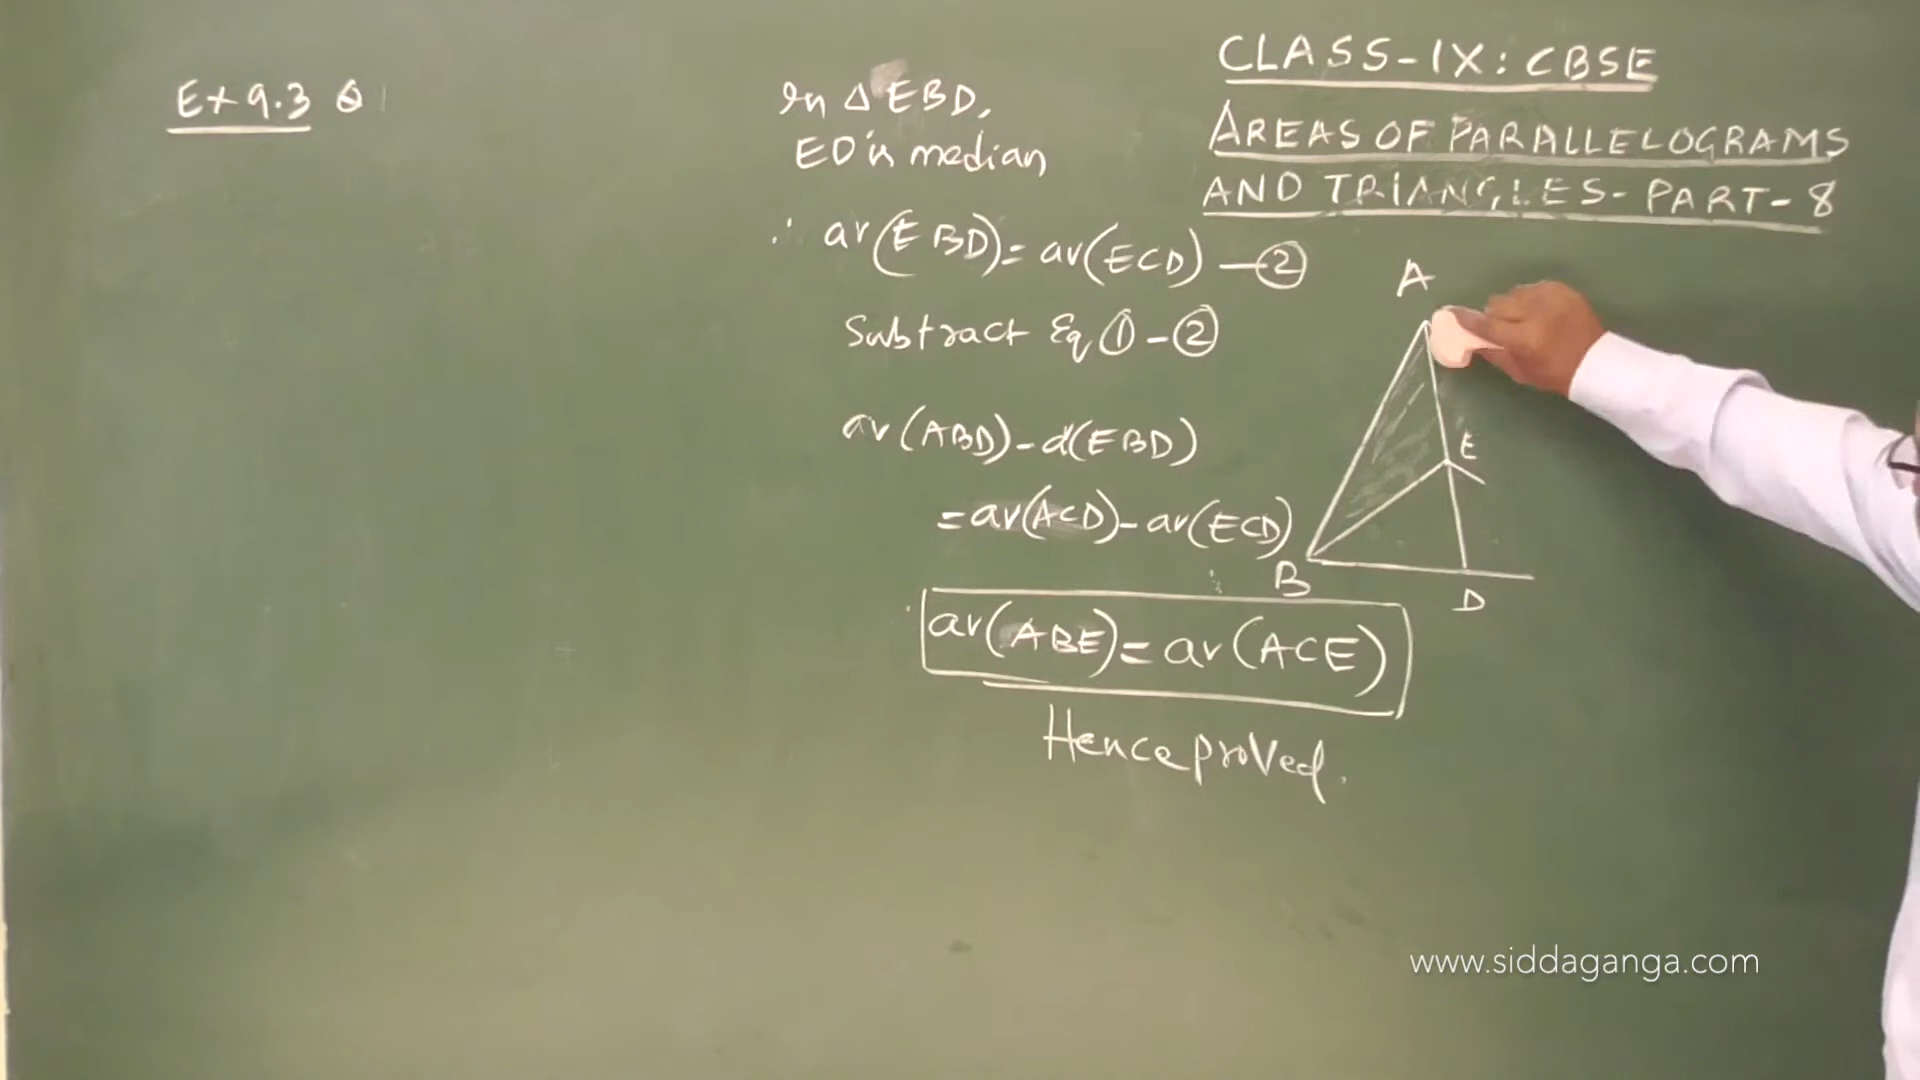 Ex 9.3 Q
In Δ EBD,
ED is median
∴ ar(EBD) = ar(ECD) — ②
Subtract Eq ① - ②
ar(ABD) - a(EBD)
= ar(ACD) - ar(ECD)
ar(ABE) = ar(ACE)
Hence proved.
CLASS-IX: CBSE
AREAS OF PARALLELOGRAMS
AND TRIANGLES - PART - 8
A
E
B
D
www.siddaganga.com